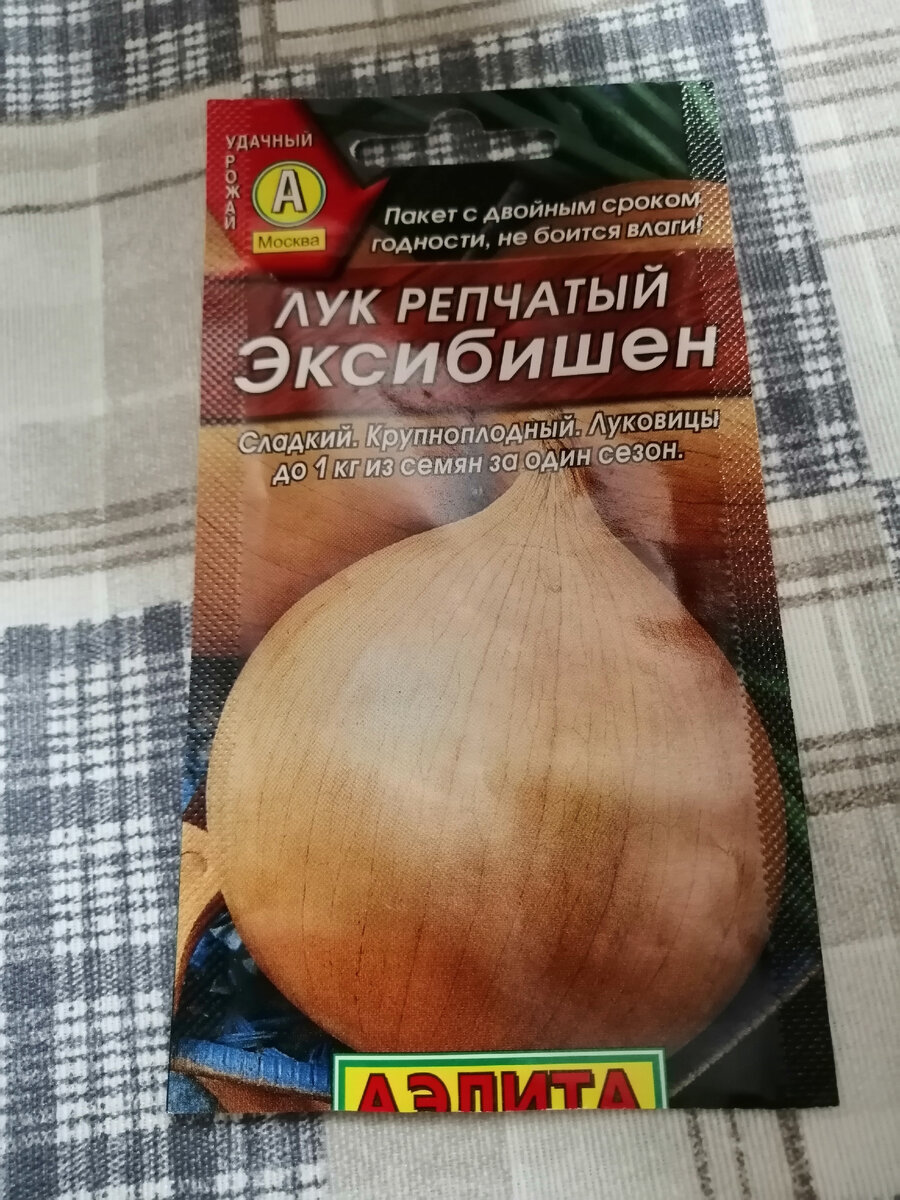 УДАЧНЫЙ
УРОЖАЙ
А
Москва
Пакет с двойным сроком
годности, не боится влаги!
ЛУК РЕПЧАТЫЙ
Эксибишен
Сладкий. Крупноплодный. Луковицы
до 1 кг из семян за один сезон.
АЭЛИТА